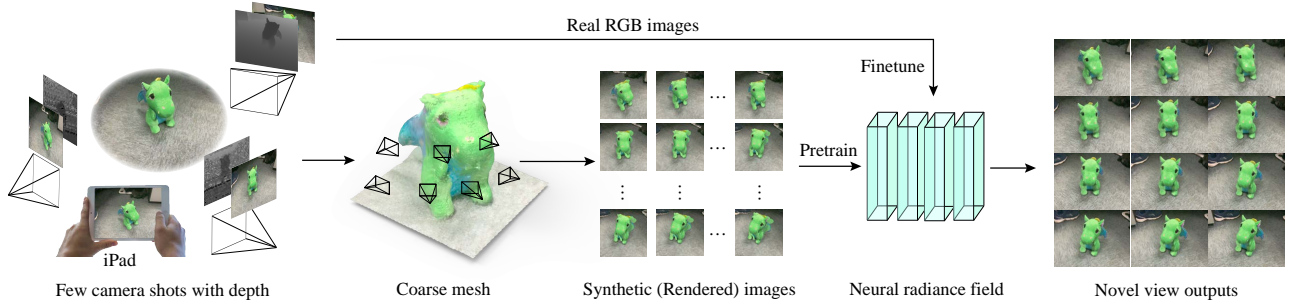 Real RGB images
Finetune
Pretrain
iPad
Few camera shots with depth
Coarse mesh
Synthetic (Rendered) images
Neural radiance field
Novel view outputs